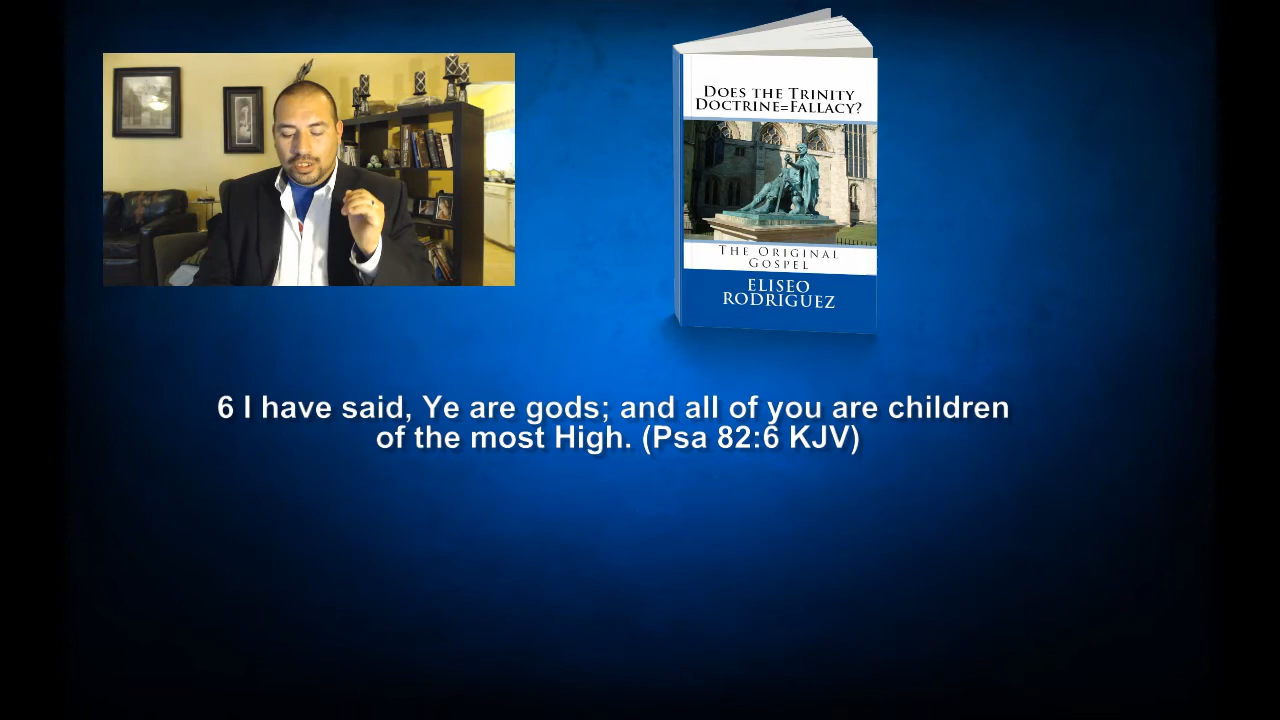 Does the Trinity
Doctrine=Fallacy?
The Original
Gospel
Eliseo
Rodriguez
6 I have said, Ye are gods; and all of you are children
of the most High. (Psa 82:6 KJV)